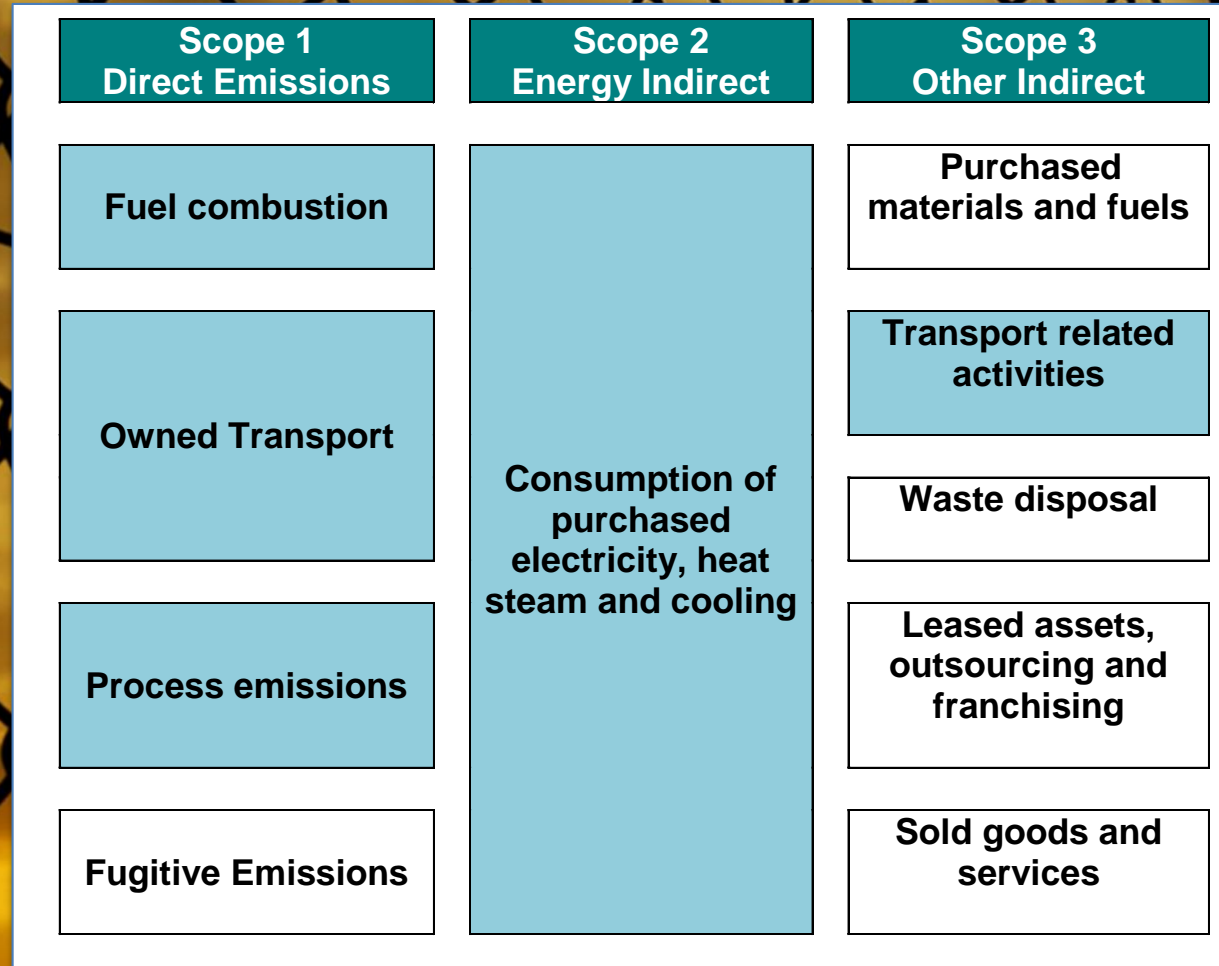 Scope 1
Direct Emissions
Scope 2
Energy Indirect
Scope 3
Other Indirect
Fuel combustion
Owned Transport
Process emissions
Fugitive Emissions
Consumption of
purchased
electricity, heat
steam and cooling
Purchased
materials and fuels
Transport related
activities
Waste disposal
Leased assets,
outsourcing and
franchising
Sold goods and
services